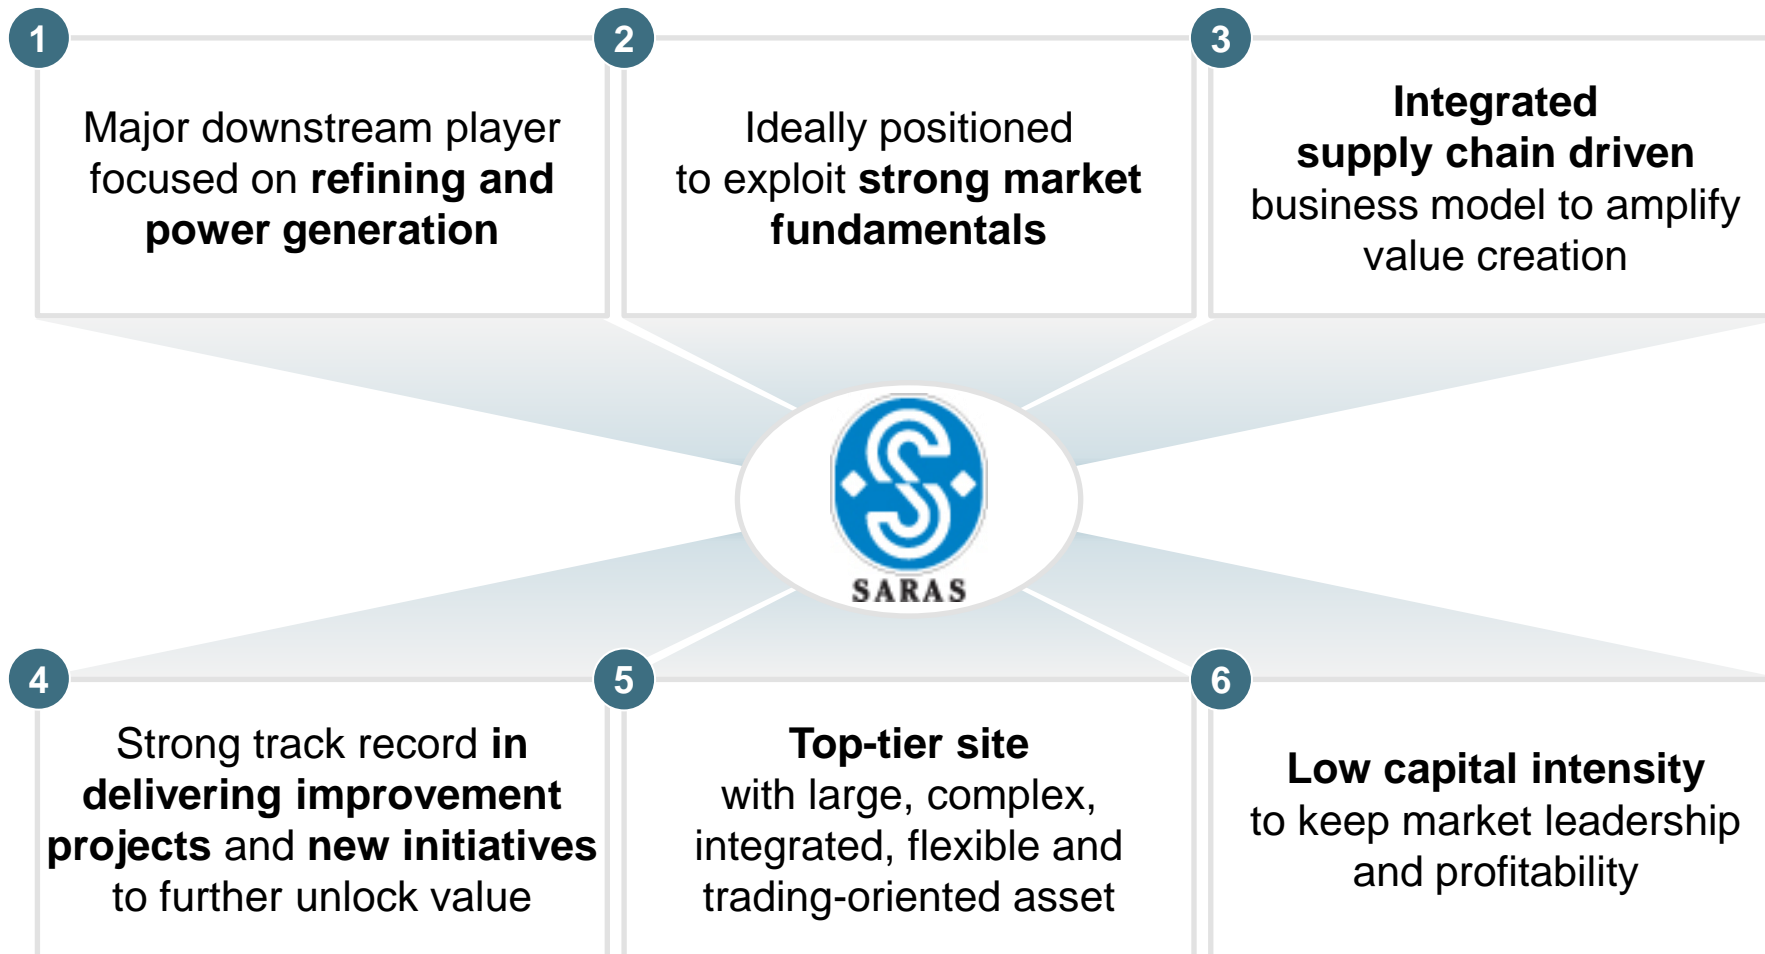 1
Major downstream player
focused on refining and
power generation
2
Ideally positioned
to exploit strong market
fundamentals
3
Integrated
supply chain driven
business model to amplify
value creation
SARAS
4
Strong track record in
delivering improvement
projects and new initiatives
to further unlock value
5
Top-tier site
with large, complex,
integrated, flexible and
trading-oriented asset
6
Low capital intensity
to keep market leadership
and profitability